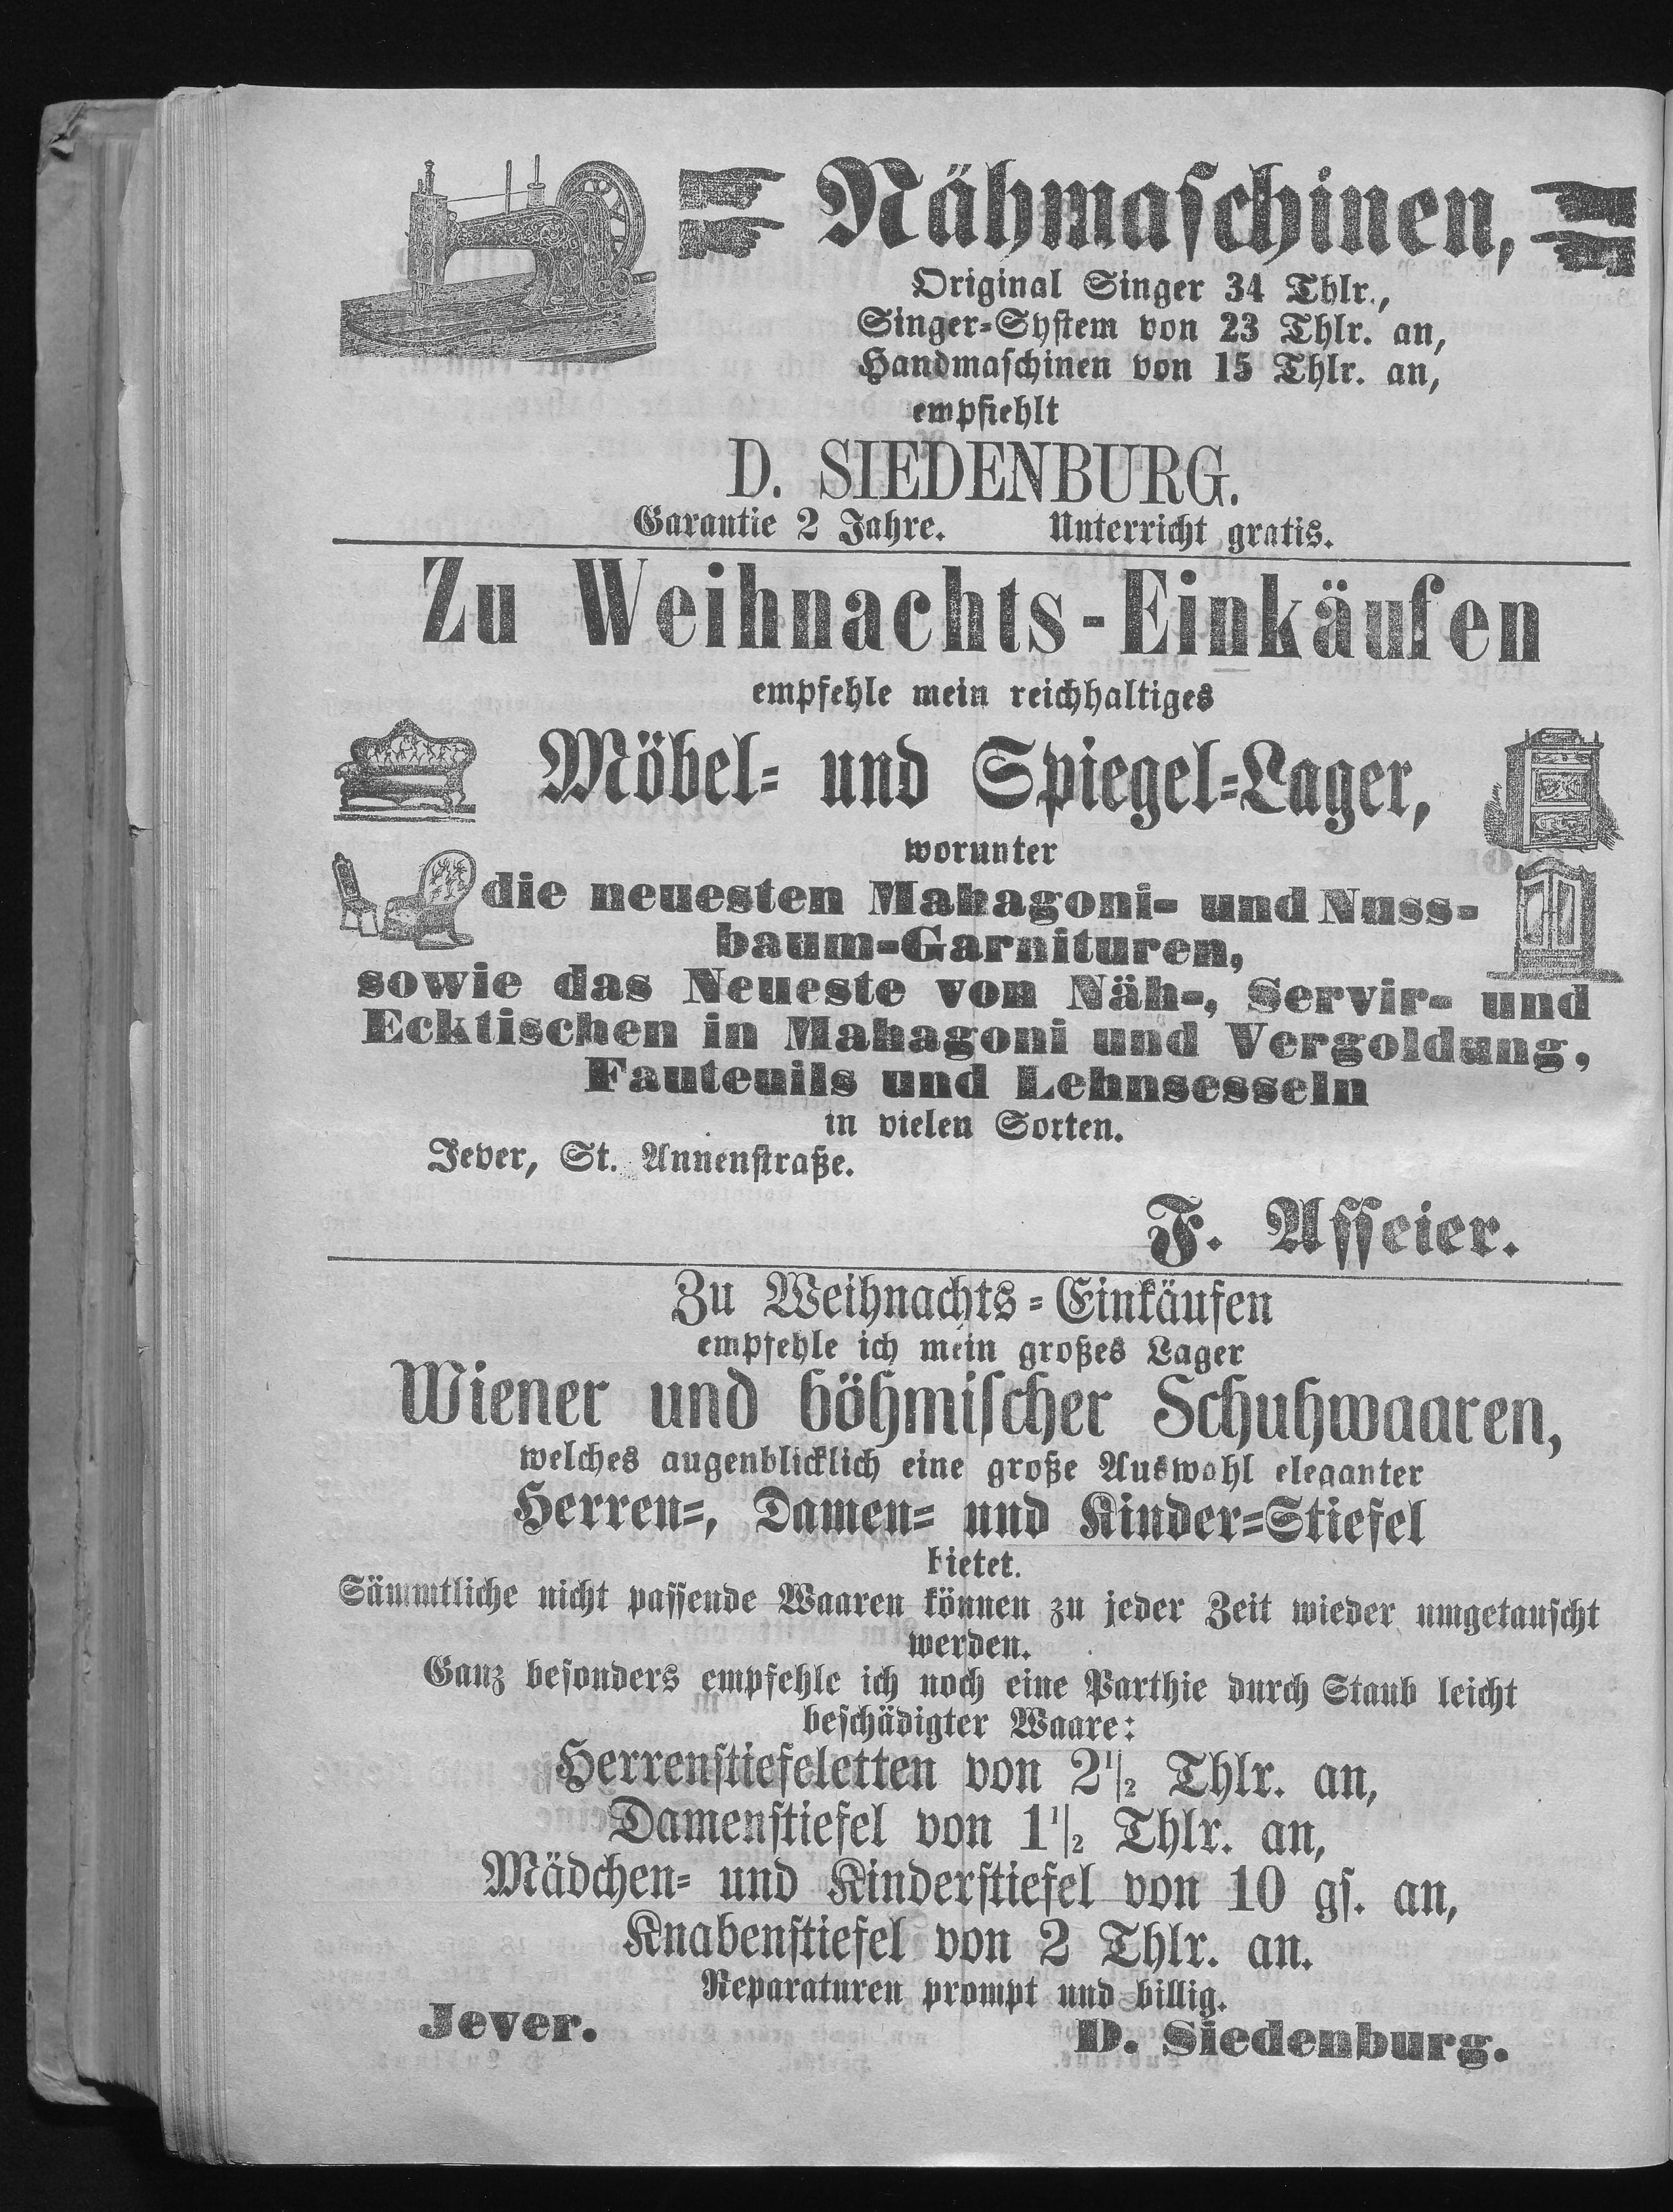 Nähmaschinen,
Original Singer 34 Thlr.,
Singer-System von 23 Thlr. an,
Handmaschinen von 15 Thlr. an,
empfiehlt
D. SIEDENBURG.
Garantie 2 Jahre. Unterricht gratis.
Zu Weihnachts-Einkäufen
empfehle mein reichhaltiges
Möbel- und Spiegel-Lager,
worunter
die neuesten Mahagoni- und Nuss-
baum-Garnituren,
sowie das Neueste von Näh-, Servir- und
Ecktischen in Mahagoni und Vergoldung,
Fauteuils und Lehnsesseln
in vielen Sorten.
Jever, St. Annenstraße.
F. Asseier.
Zu Weihnachts-Einkäufen
empfehle ich mein großes Lager
Wiener und böhmischer Schuhwaaren,
welches augenblicklich eine große Auswahl eleganter
Herren-, Damen- und Kinder-Stiefel
bietet.
Sämmtliche nicht passende Waaren können zu jeder Zeit wieder umgetauscht
werden.
Ganz besonders empfehle ich noch eine Parthie durch Staub leicht
beschädigter Waare:
Herrenstiefeletten von 2 1/2 Thlr. an,
Damenstiefel von 1 1/2 Thlr. an,
Mädchen- und Kinderstiefel von 10 gs. an,
Knabenstiefel von 2 Thlr. an.
Reparaturen prompt und billig.
Jever. D. Siedenburg.